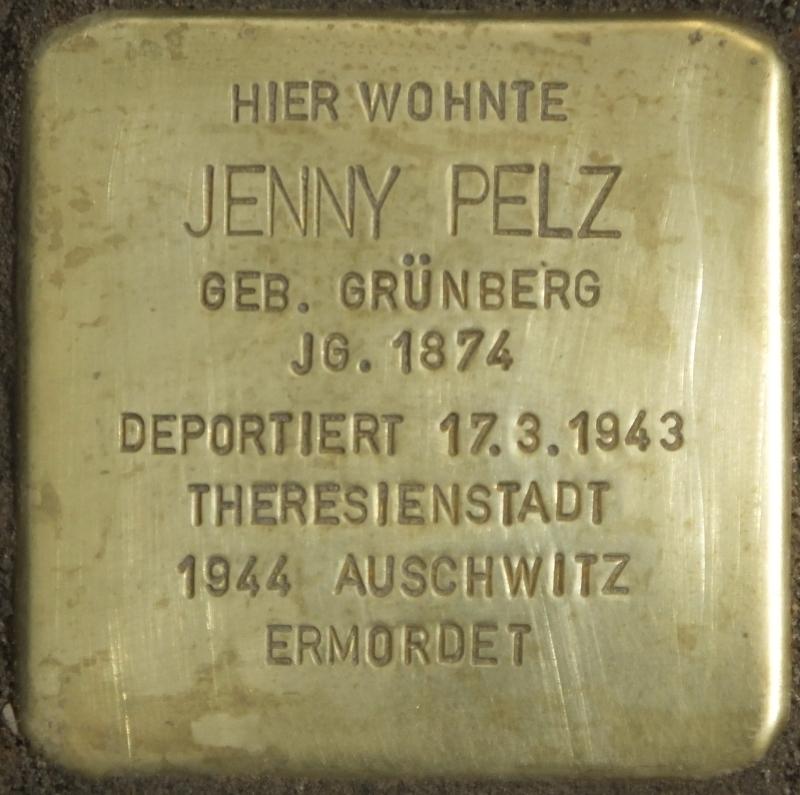 HIER WOHNTE
JENNY PELZ
GEB. GRÜNBERG
JG. 1874
DEPORTIERT 17.3.1943
THERESIENSTADT
1944 AUSCHWITZ
ERMORDET